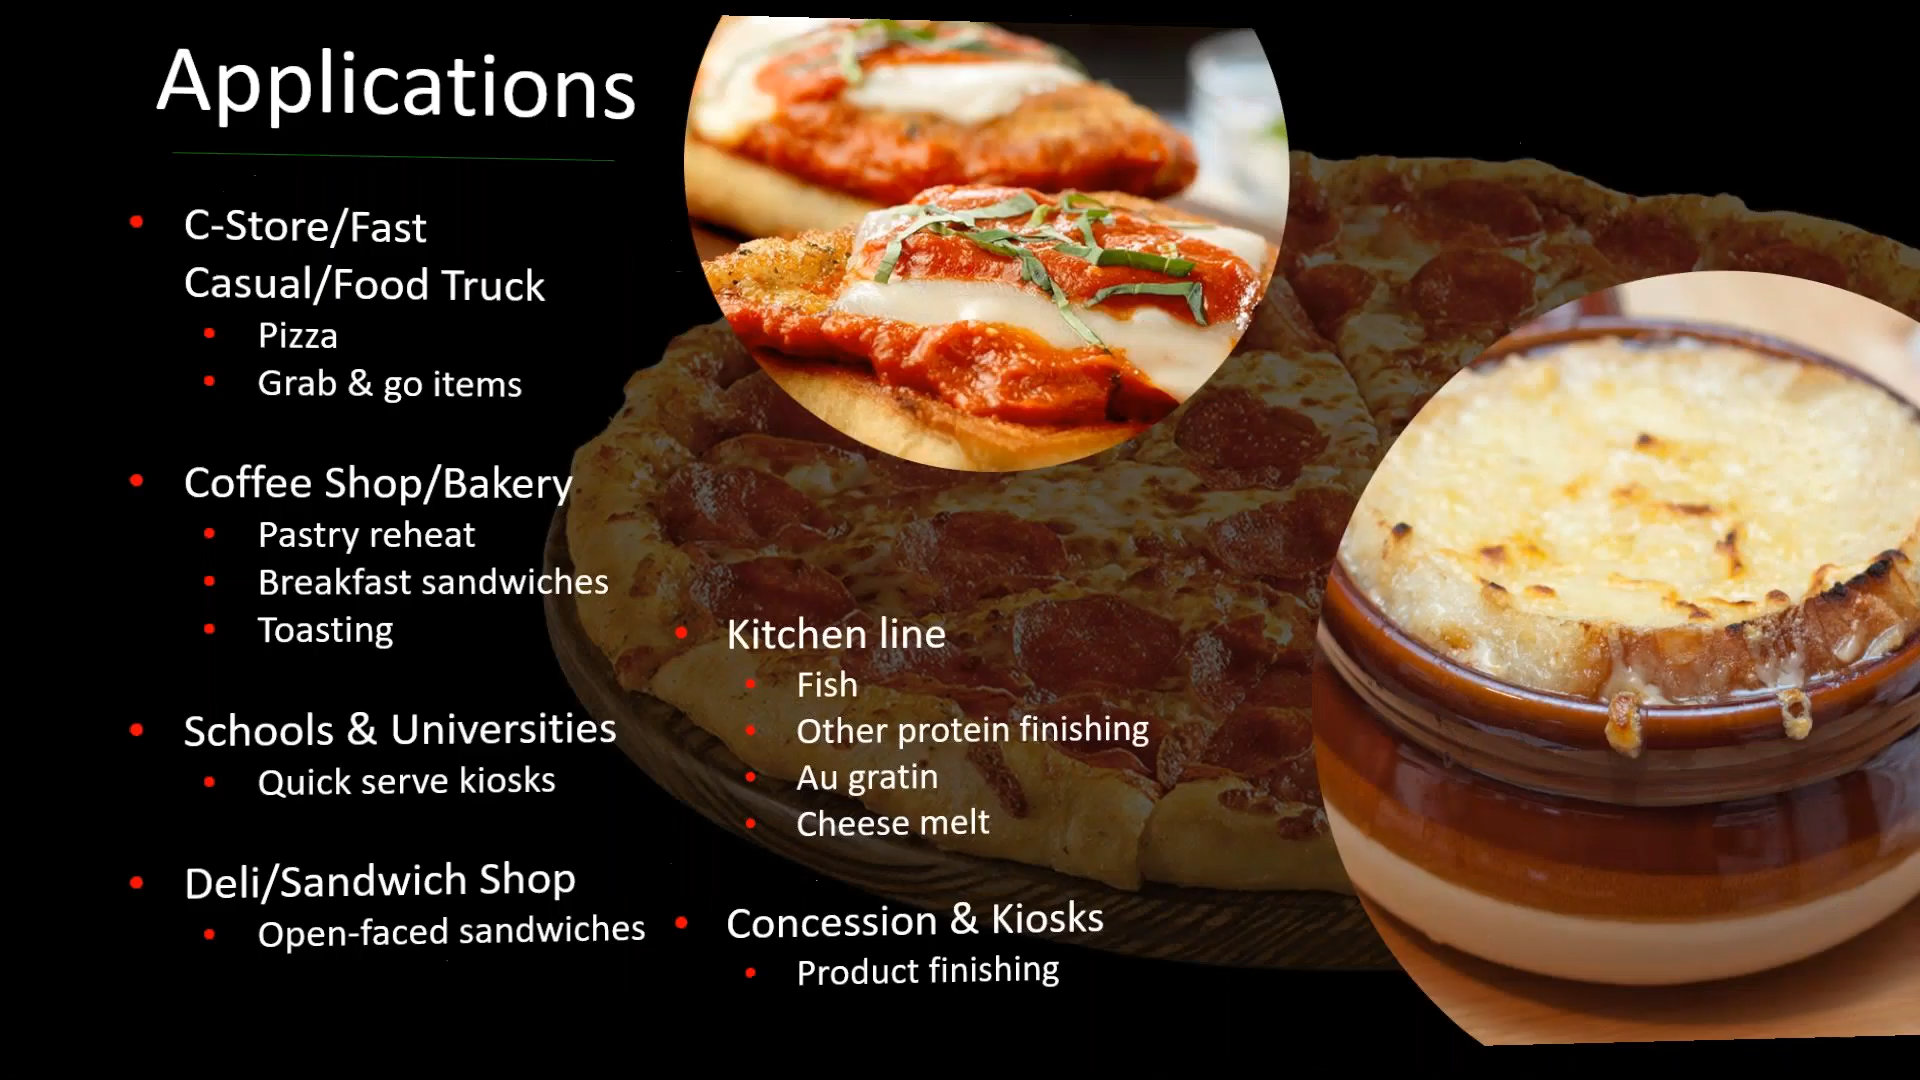 Applications
C-Store/Fast
Casual/Food Truck
Pizza
Grab & go items
Coffee Shop/Bakery
Pastry reheat
Breakfast sandwiches
Toasting
Schools & Universities
Quick serve kiosks
Deli/Sandwich Shop
Open-faced sandwiches
Kitchen line
Fish
Other protein finishing
Au gratin
Cheese melt
Concession & Kiosks
Product finishing